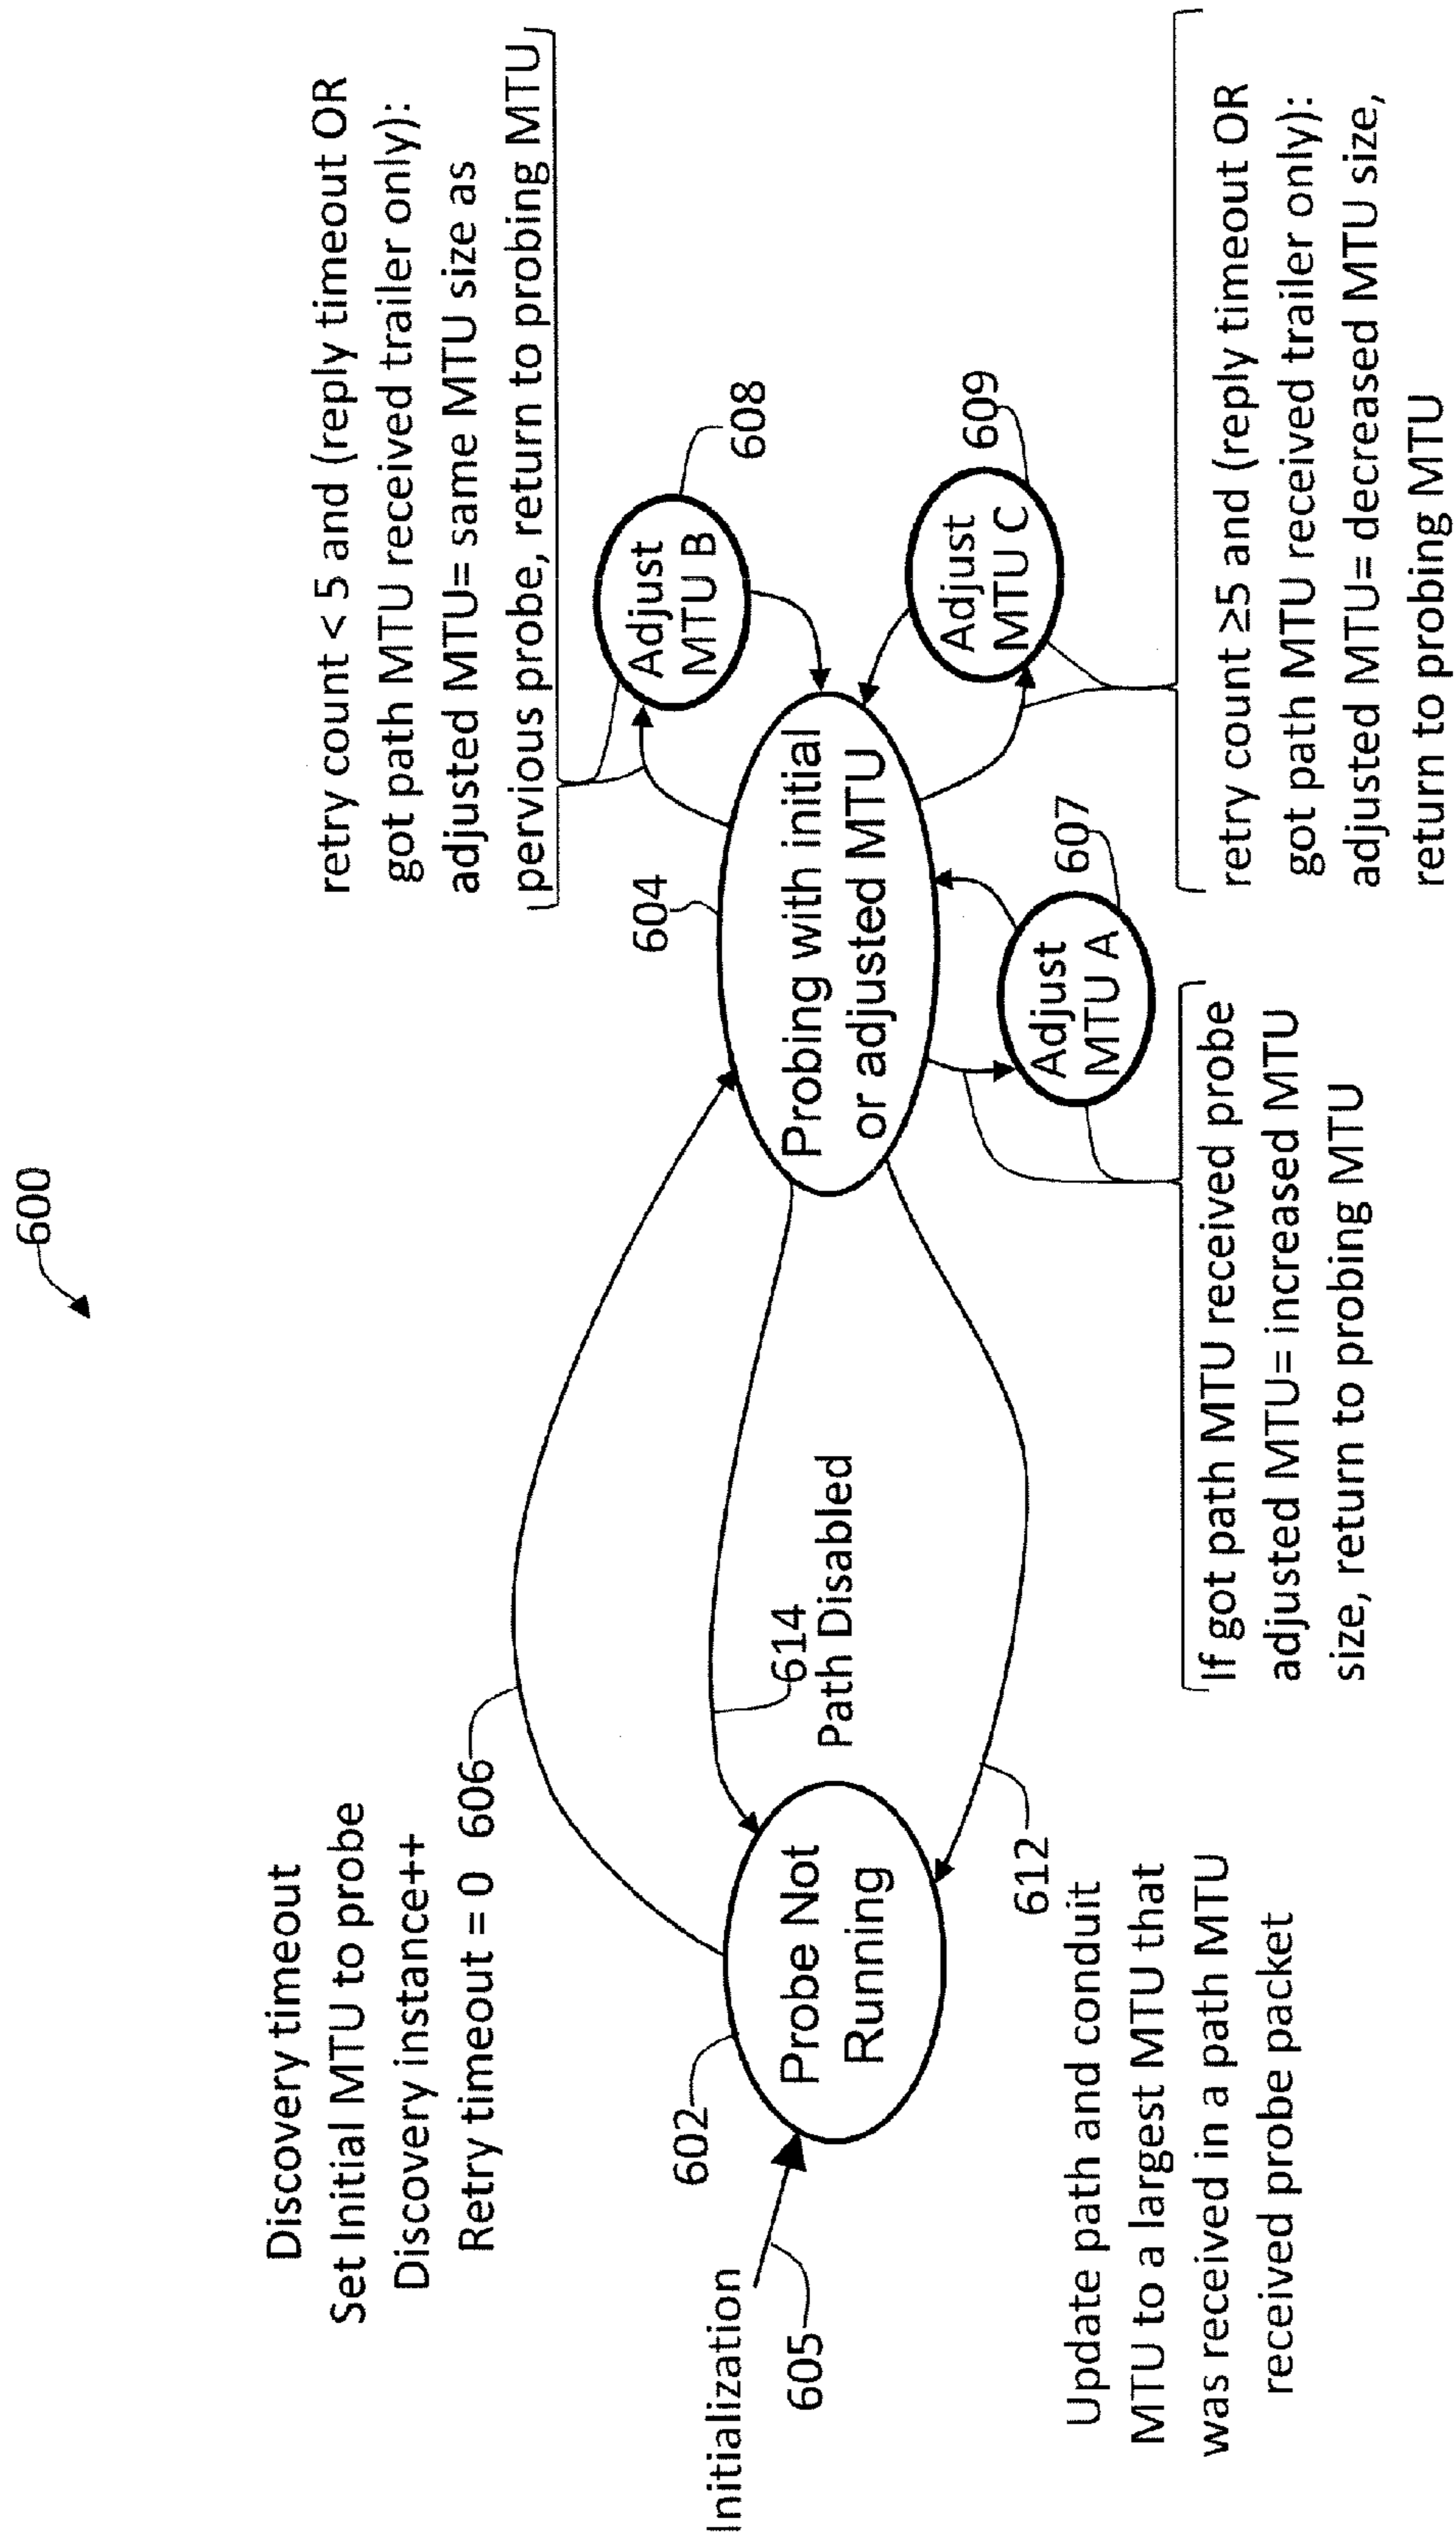 600
Discovery timeout
Set Initial MTU to probe
Discovery instance++
Retry timeout = 0
606
retry count < 5 and (reply timeout OR
got path MTU received trailer only):
adjusted MTU= same MTU size as
pervious probe, return to probing MTU
Initialization
605
602
Probe Not
Running
614
Path Disabled
604
Probing with initial
or adjusted MTU
Adjust
MTU B
608
Adjust
MTU C
609
Adjust
MTU A
607
612
Update path and conduit
MTU to a largest MTU that
was received in a path MTU
received probe packet
If got path MTU received probe
adjusted MTU= increased MTU
size, return to probing MTU
retry count ≥5 and (reply timeout OR
got path MTU received trailer only):
adjusted MTU= decreased MTU size,
return to probing MTU